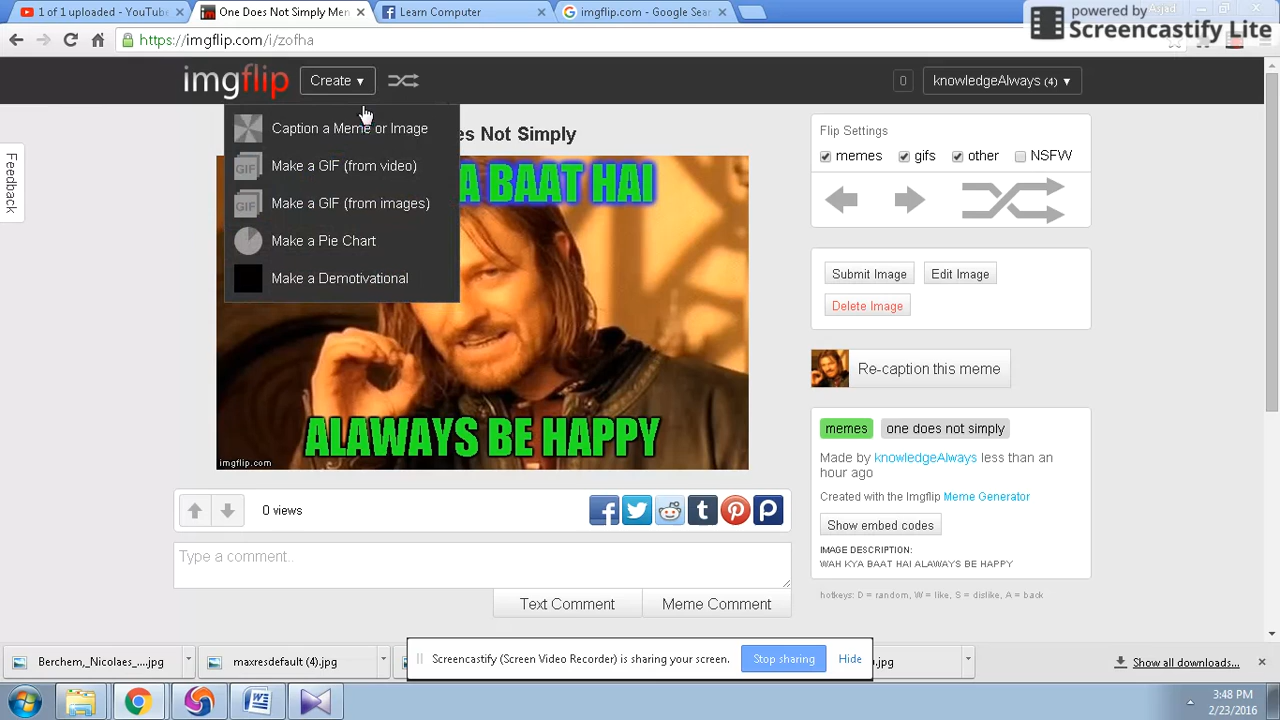 1 of 1 uploaded - YouTube
One Does Not Simply Mem
Learn Computer
imgflip.com - Google Sea
powered by
Screencastify Lite
https://imgflip.com/i/zofha
imgflip
Create ▾
0
knowledgeAlways (4) ▾
Feedback
Caption a Meme or Image
GIF Make a GIF (from video)
GIF Make a GIF (from images)
Make a Pie Chart
Make a Demotivational
es Not Simply
A BAAT HAI
ALAWAYS BE HAPPY
imgflip.com
0 views
Type a comment..
Text Comment
Meme Comment
Flip Settings
memes
gifs
other
NSFW
Submit Image
Edit Image
Delete Image
Re-caption this meme
memes
one does not simply
Made by knowledgeAlways less than an
hour ago
Created with the Imgflip Meme Generator
Show embed codes
IMAGE DESCRIPTION:
WAH KYA BAAT HAI ALAWAYS BE HAPPY
hotkeys: D = random, W = like, S = dislike, A = back
Berchem,_Nicolaes_....jpg
maxresdefault (4).jpg
Screencastify (Screen Video Recorder) is sharing your screen.
Stop sharing
Hide
.jpg
Show all downloads...
3:48 PM
2/23/2016